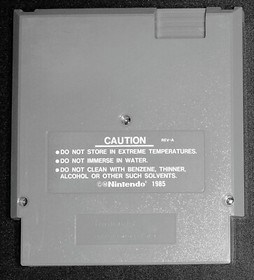 CAUTION REV-A
● DO NOT STORE IN EXTREME TEMPERATURES.
● DO NOT IMMERSE IN WATER.
● DO NOT CLEAN WITH BENZENE, THINNER,
ALCOHOL OR OTHER SUCH SOLVENTS.
©®Nintendo® 1985